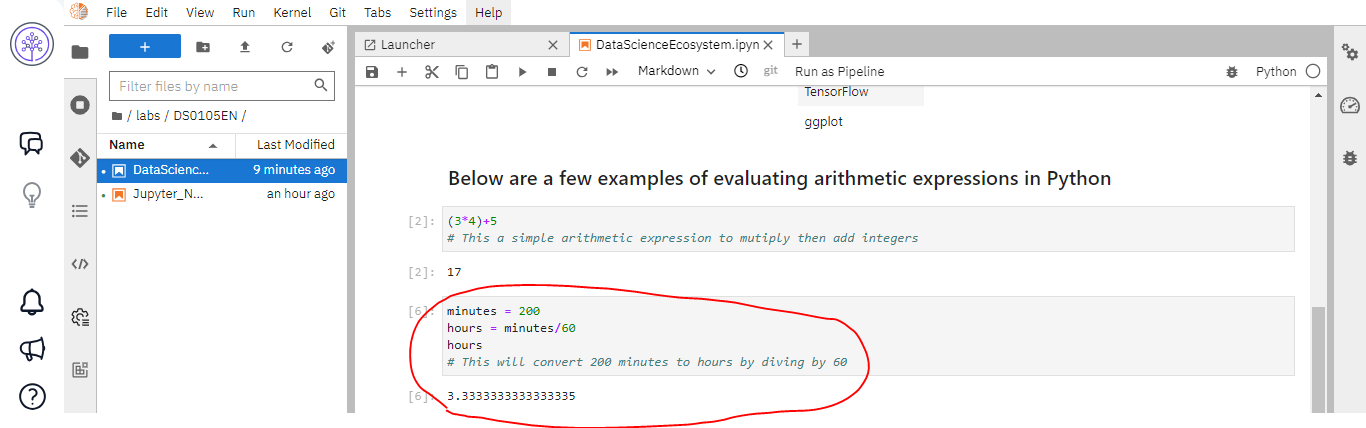 File Edit View Run Kernel Git Tabs Settings Help
+
Filter files by name
/ labs / DS0105EN /
Name Last Modified
DataScienc... 9 minutes ago
Jupyter_N... an hour ago
Launcher DataScienceEcosystem.ipyn
Markdown git Run as Pipeline Python
TensorFlow
ggplot
Below are a few examples of evaluating arithmetic expressions in Python
[2]: (3*4)+5
# This a simple arithmetic expression to mutiply then add integers
[2]: 17
[6]: minutes = 200
hours = minutes/60
hours
# This will convert 200 minutes to hours by diving by 60
[6]: 3.3333333333333335